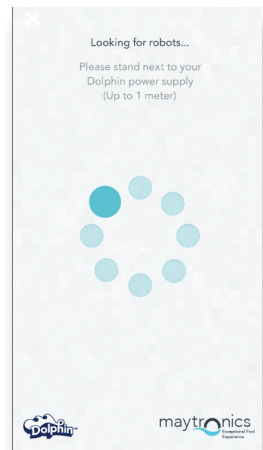 Looking for robots...
Please stand next to your
Dolphin power supply
(Up to 1 meter)
Dolphin
maytronics
Exceptional Pool
Experience